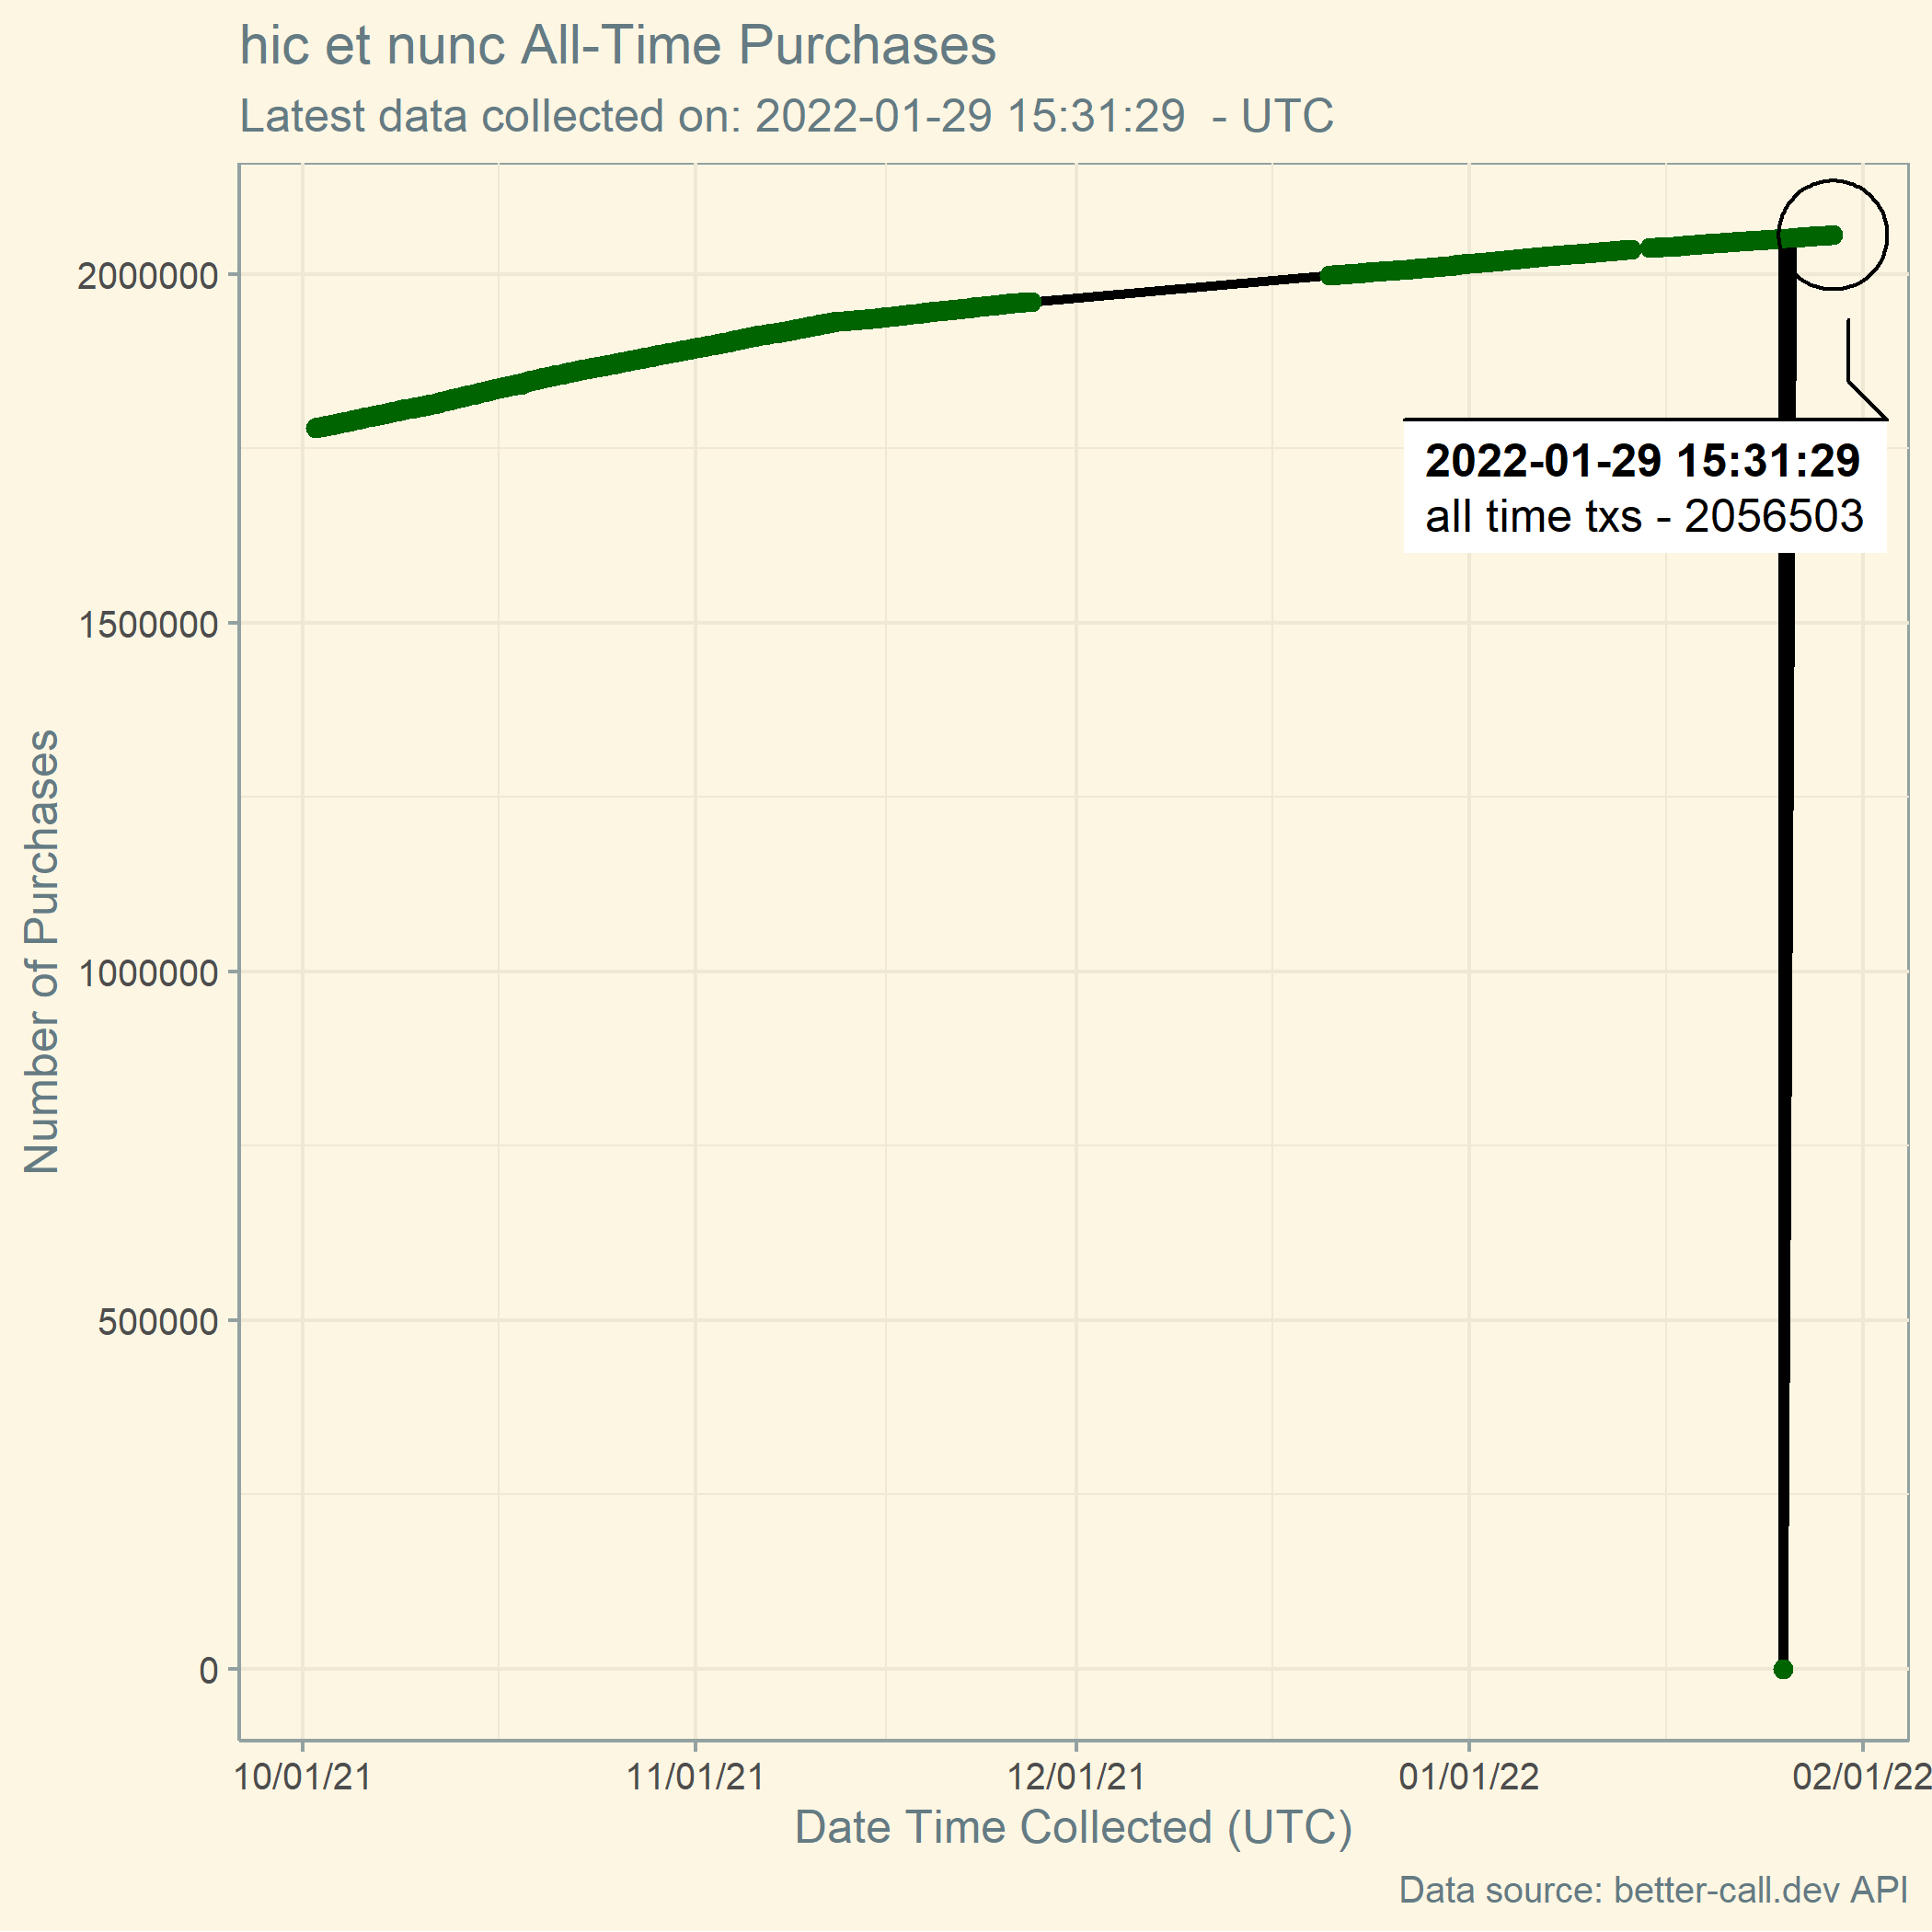 hic et nunc All-Time Purchases
Latest data collected on: 2022-01-29 15:31:29  - UTC
2000000
1500000
1000000
500000
0
Number of Purchases
2022-01-29 15:31:29
all time txs - 2056503
10/01/21
11/01/21
12/01/21
01/01/22
02/01/22
Date Time Collected (UTC)
Data source: better-call.dev API